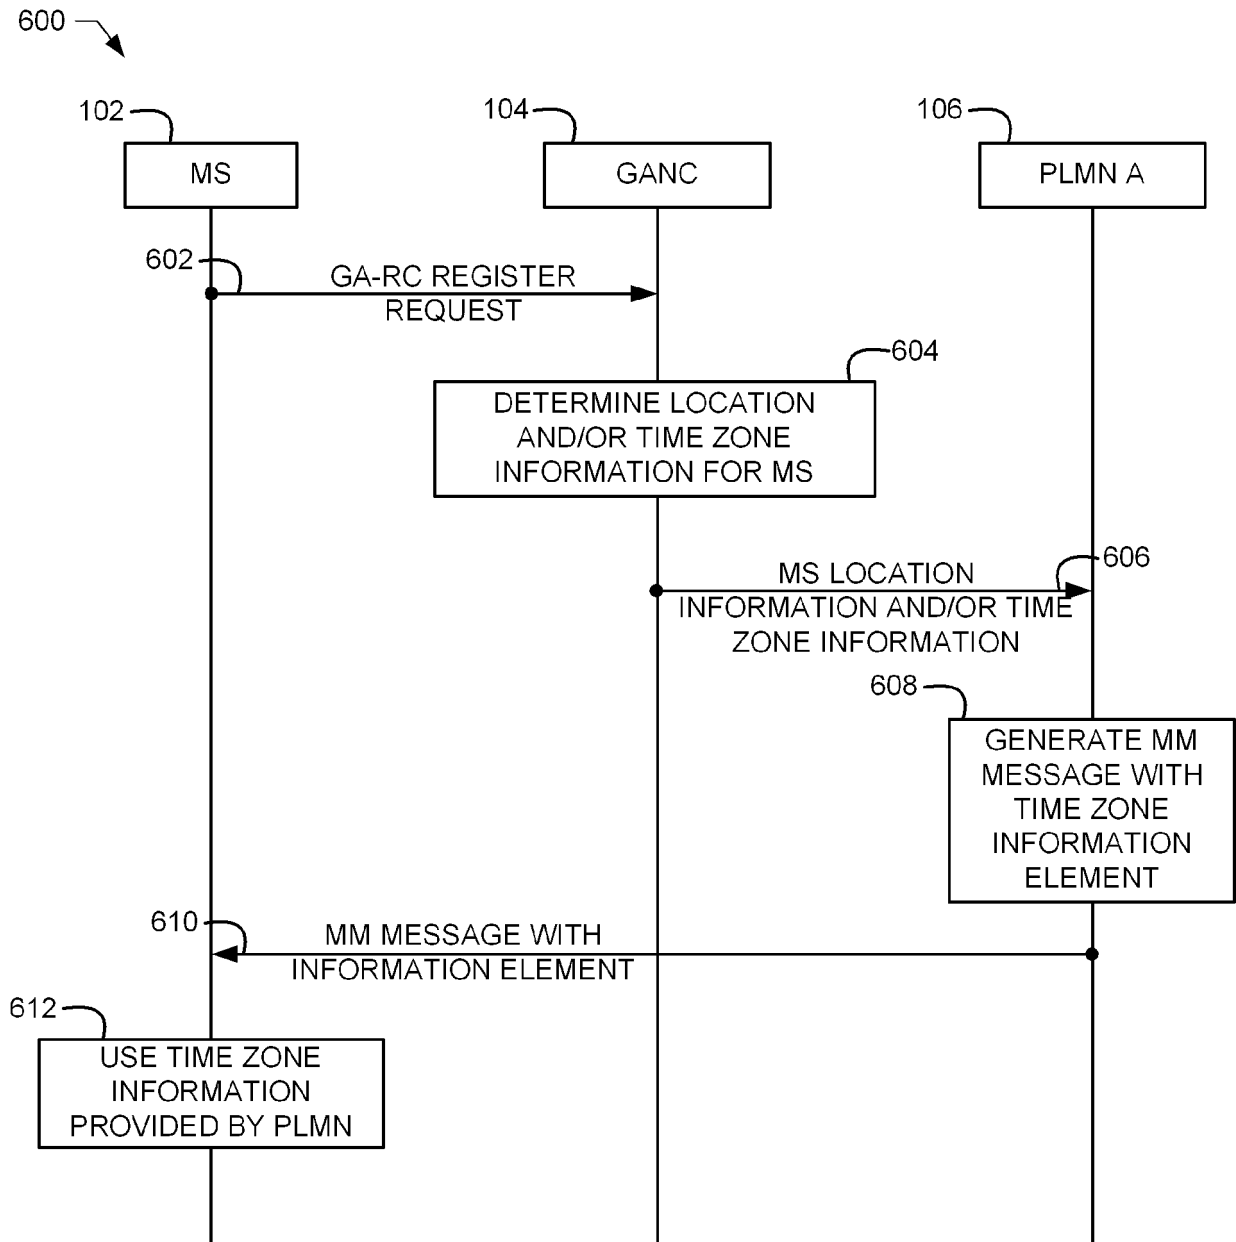 600
102
104
106
MS
GANC
PLMN A
602
GA-RC REGISTER
REQUEST
604
DETERMINE LOCATION
AND/OR TIME ZONE
INFORMATION FOR MS
606
MS LOCATION
INFORMATION AND/OR TIME
ZONE INFORMATION
608
GENERATE MM
MESSAGE WITH
TIME ZONE
INFORMATION
ELEMENT
610
MM MESSAGE WITH
INFORMATION ELEMENT
612
USE TIME ZONE
INFORMATION
PROVIDED BY PLMN